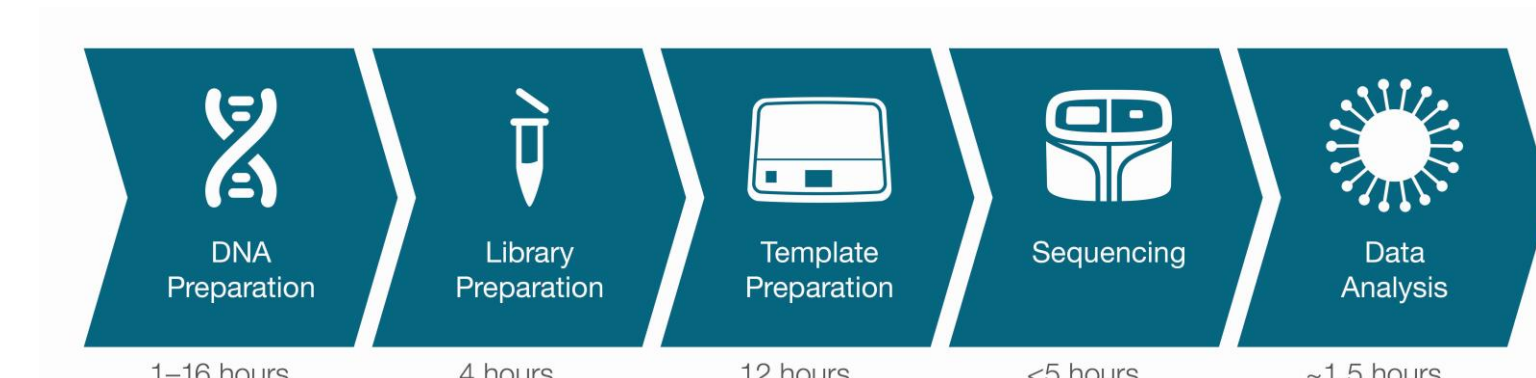 DNA
Preparation
Library
Preparation
Template
Preparation
Sequencing
Data
Analysis
1–16 hours
4 hours
12 hours
<5 hours
~1.5 hours